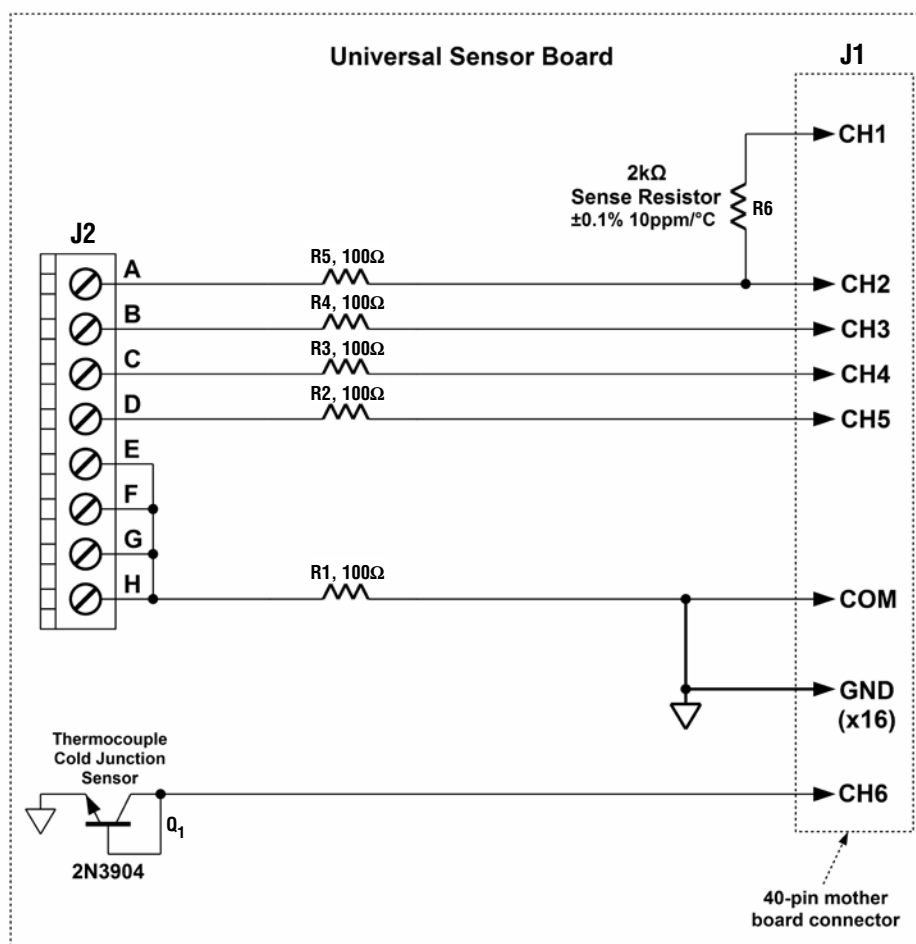 Universal Sensor Board
J1
CH1
2kΩ
Sense Resistor
±0.1% 10ppm/°C
R6
J2
A
R5, 100Ω
CH2
B
R4, 100Ω
CH3
C
R3, 100Ω
CH4
D
R2, 100Ω
CH5
E
F
G
H
R1, 100Ω
COM
GND
(x16)
Thermocouple
Cold Junction
Sensor
Q1
CH6
2N3904
40-pin mother
board connector